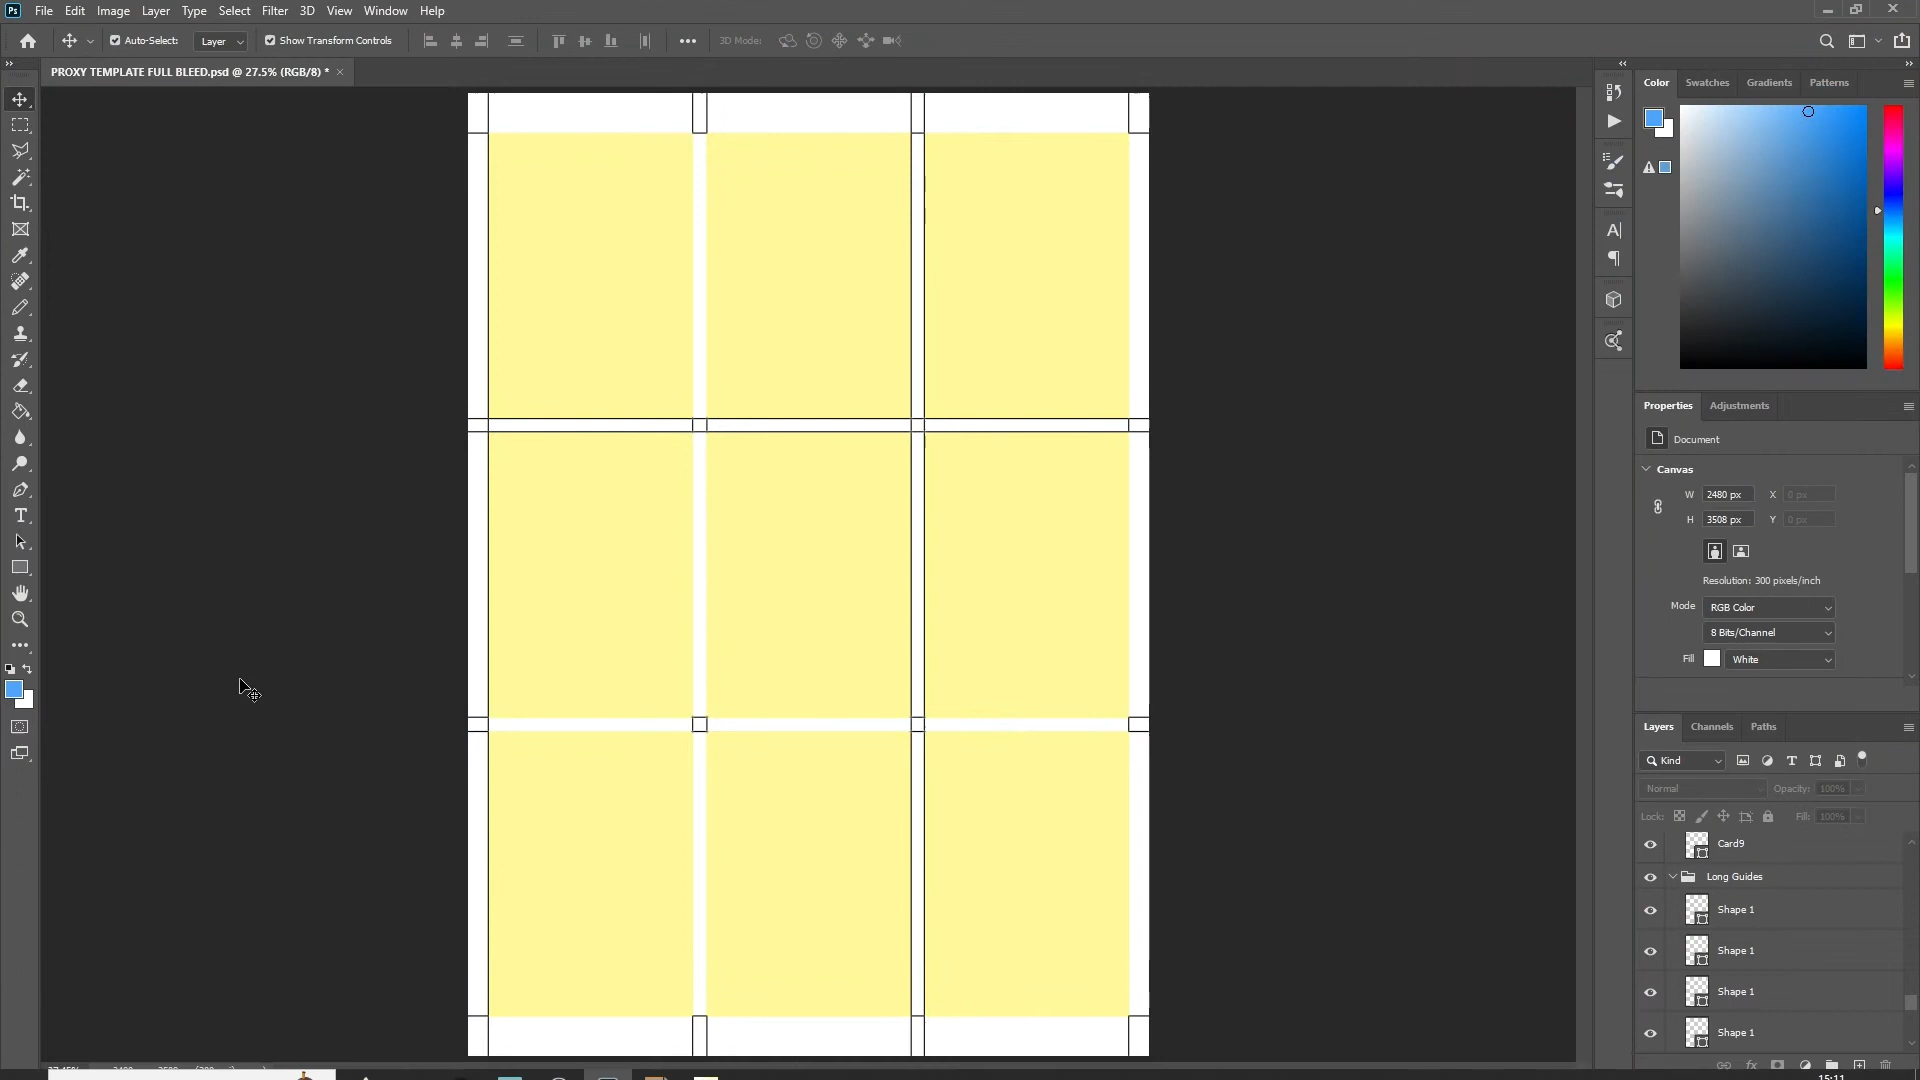 Ps File Edit Image Layer Type Select Filter 3D View Window Help
Auto-Select: Layer Show Transform Controls 3D Mode:
PROXY TEMPLATE FULL BLEED.psd @ 27.5% (RGB/8) *
Color Swatches Gradients Patterns
Properties Adjustments
Document
Canvas
W 2480 px X 0 px
H 3508 px Y 0 px
Resolution: 300 pixels/inch
Mode RGB Color
8 Bits/Channel
Fill White
Layers Channels Paths
Kind
Normal Opacity: 100%
Lock: Fill: 100%
Card9
Long Guides
Shape 1
Shape 1
Shape 1
Shape 1
15:11